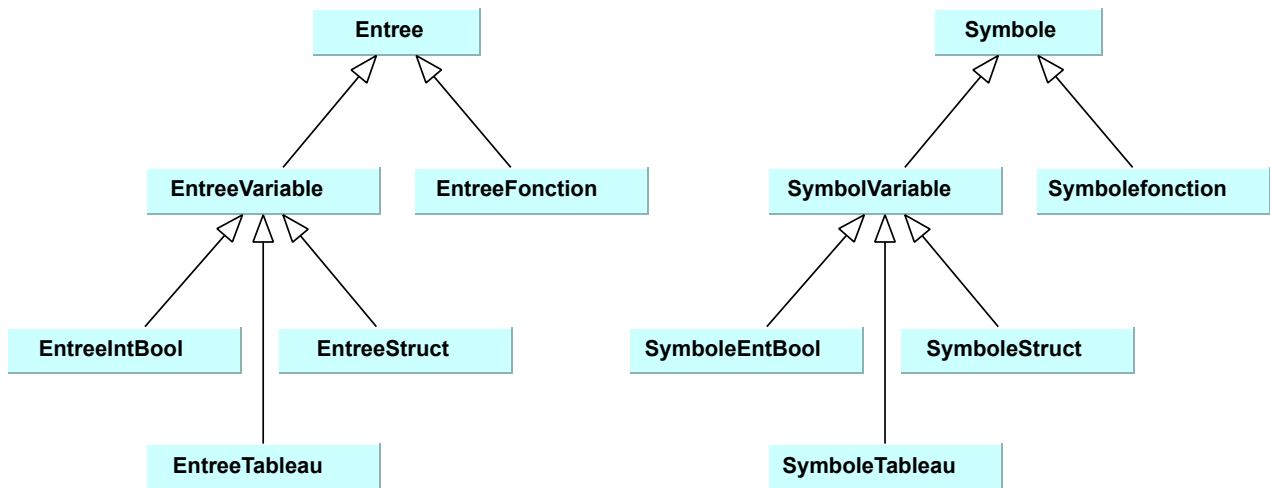 Entree
Symbole
EntreeVariable
EntreeFonction
SymbolVariable
Symbolefonction
EntreeIntBool
EntreeStruct
SymboleEntBool
SymboleStruct
EntreeTableau
SymboleTableau